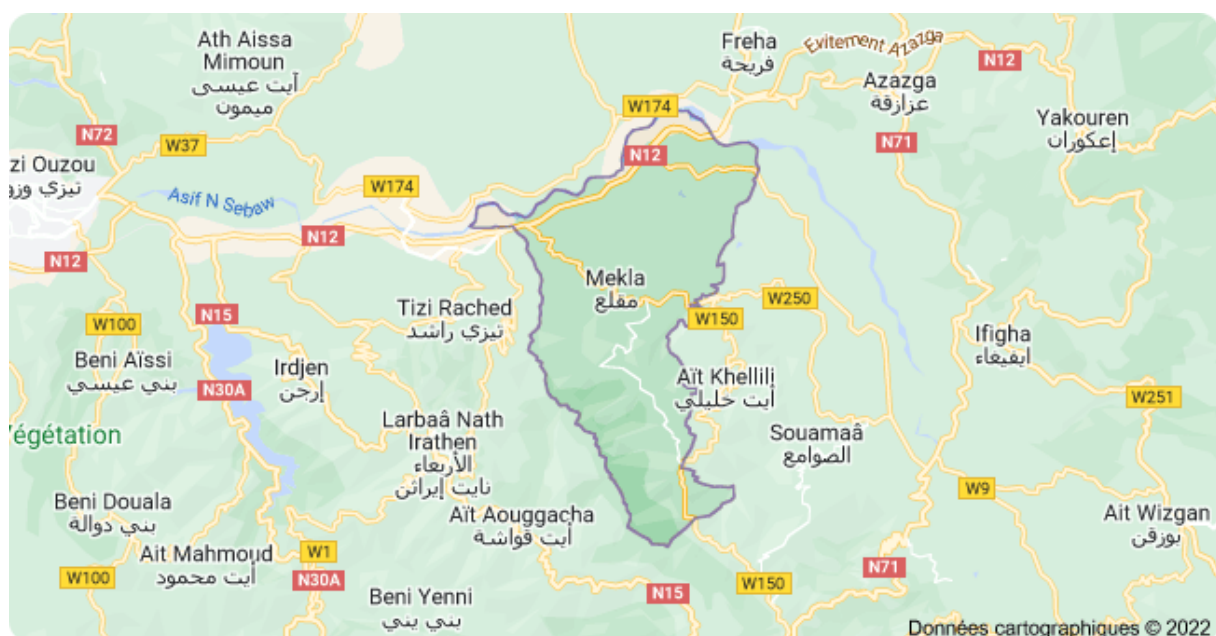 Ath Aissa
Mimoun
آيت عيسى
ميمون
Freha
فريحة
Evitement Azazga
N12
Azazga
عزازقة
W174
N72
W37
N12
N71
Yakouren
إعكوران
zi Ouzou
تيزي وزو
W174
Asif N Sebaw
N12
N12
Mekla
مقلع
W250
N15
Tizi Rached
تيزي راشد
W150
W100
Ifigha
ايفيغاء
Beni Aïssi
بني عيسي
Irdjen
إرجن
N30A
Aït Khellili
أيت خليلي
W251
égétation
Larbaâ Nath
Irathen
الأربعاء
نايت إيراثن
Souamaâ
الصوامع
W9
Beni Douala
بني دوالة
Aït Aouggacha
أيت قواشة
Ait Wizgan
بوزقن
Ait Mahmoud
أيت محمود
W1
W100
N30A
N71
W150
N15
Beni Yenni
بني يني
Données cartographiques © 2022